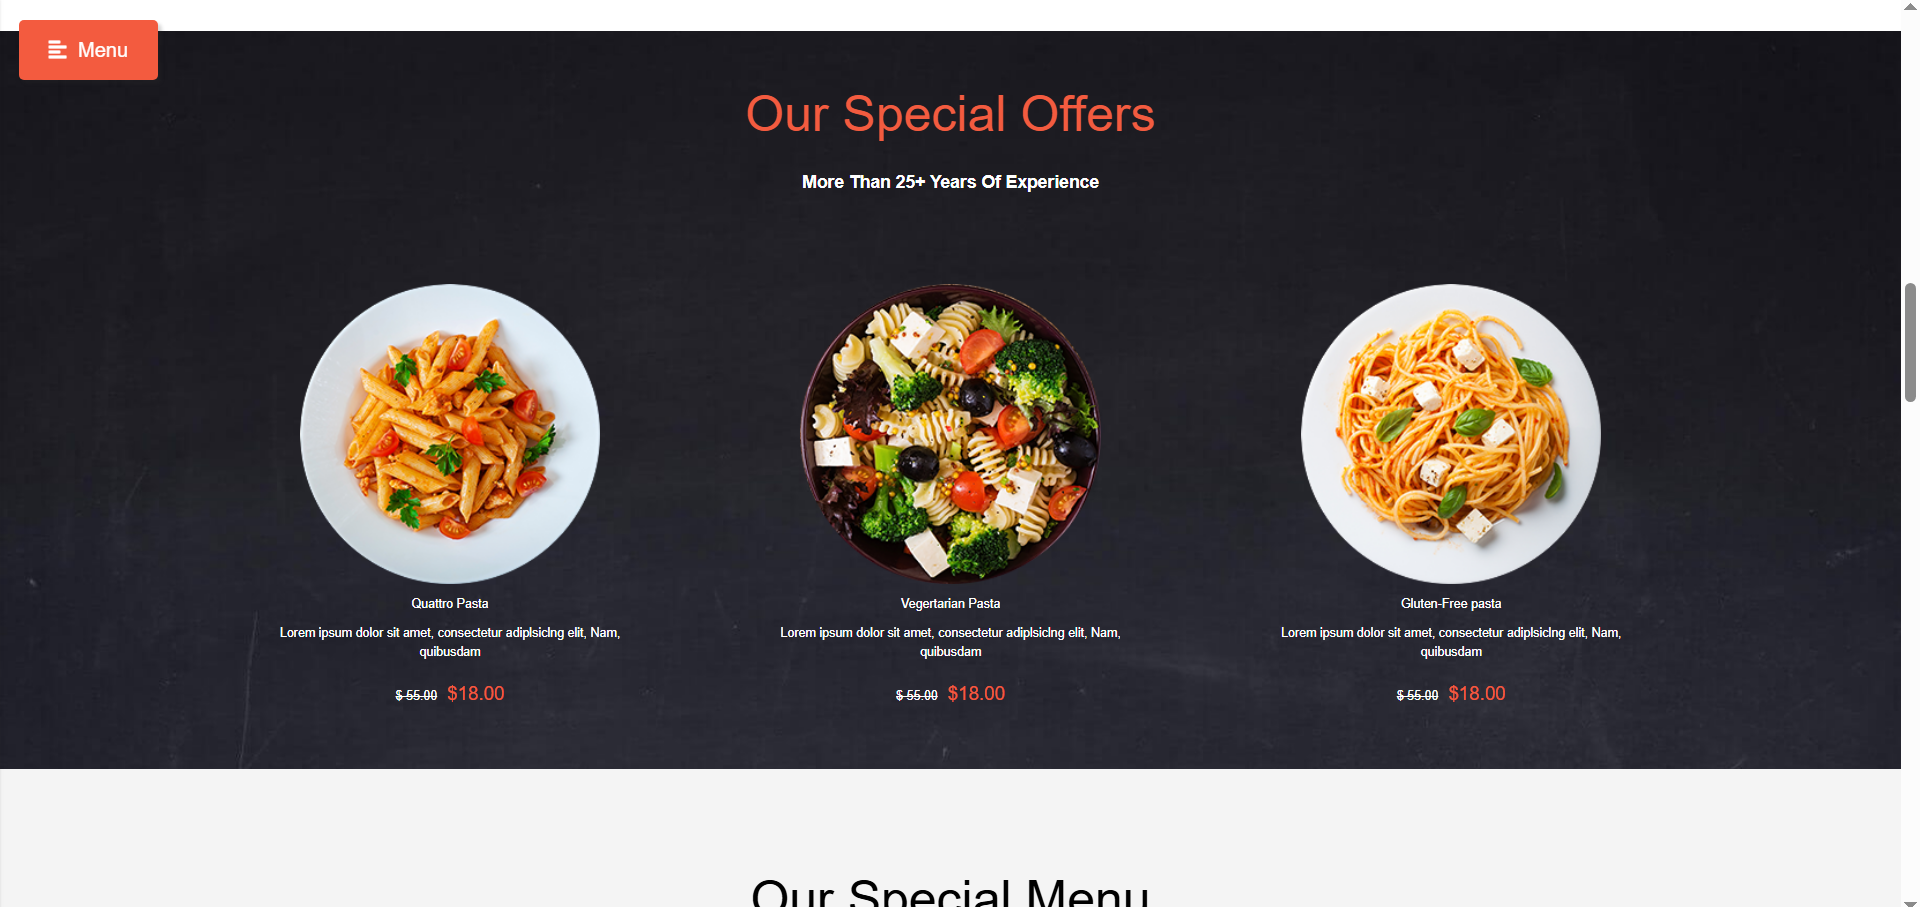 Menu
Our Special Offers
More Than 25+ Years Of Experience
Quattro Pasta
Lorem ipsum dolor sit amet, consectetur adiplsiclng elit, Nam,
quibusdam
$ 55.00 $18.00
Vegertarian Pasta
Lorem ipsum dolor sit amet, consectetur adiplsiclng elit, Nam,
quibusdam
$ 55.00 $18.00
Gluten-Free pasta
Lorem ipsum dolor sit amet, consectetur adiplsiclng elit, Nam,
quibusdam
$ 55.00 $18.00
Our Special Menu